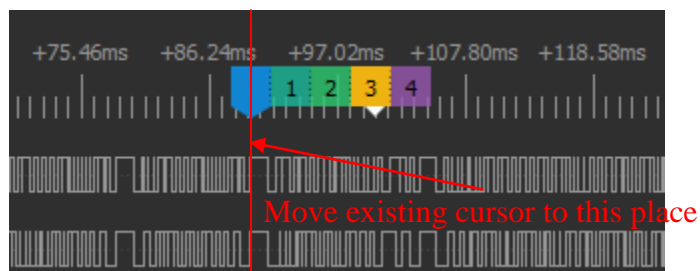 +75.46ms +86.24ms +97.02ms +107.80ms +118.58ms
1 2 3 4
Move existing cursor to this place